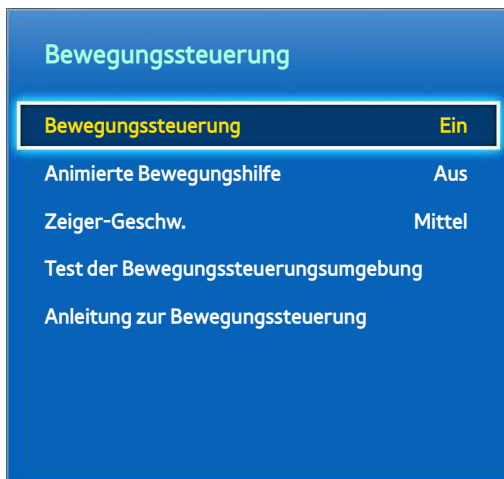 Bewegungssteuerung
Bewegungssteuerung Ein
Animierte Bewegungshilfe Aus
Zeiger-Geschw. Mittel
Test der Bewegungssteuerungsumgebung
Anleitung zur Bewegungssteuerung